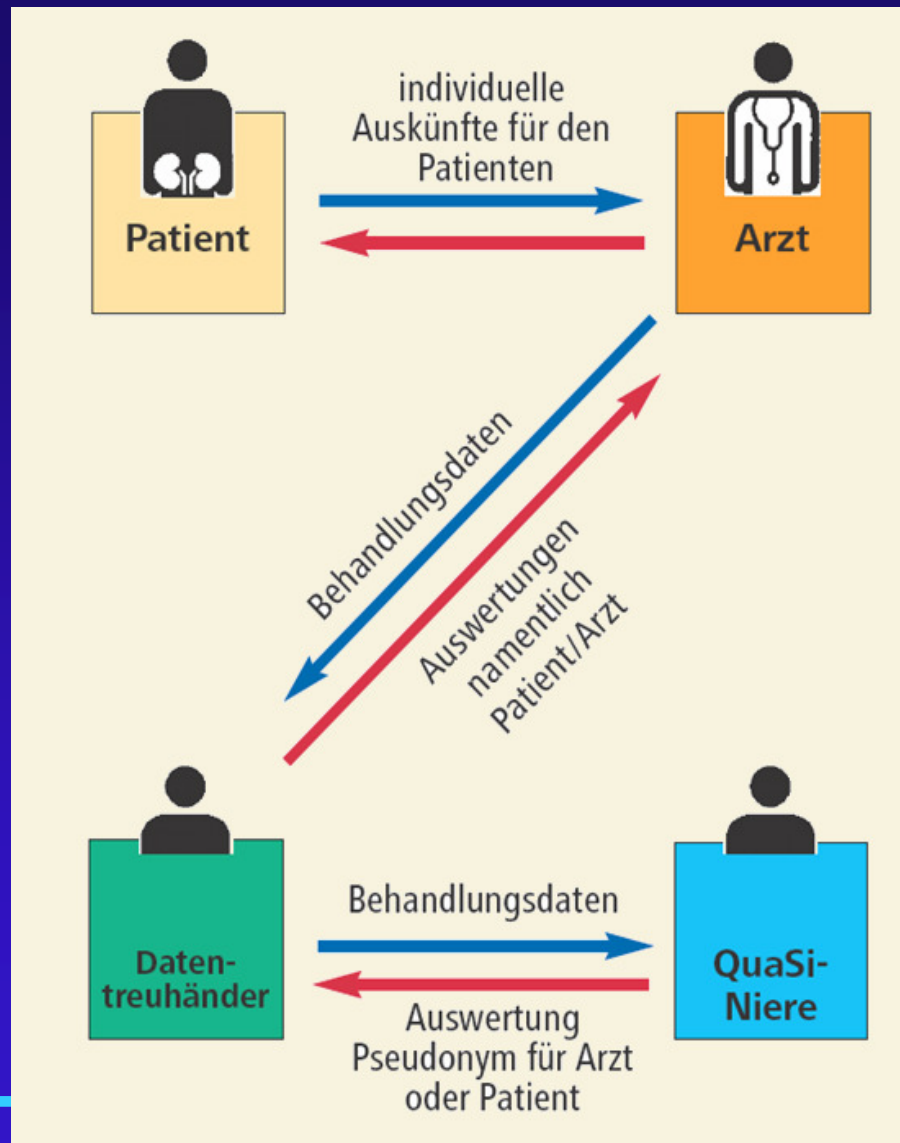 individuelle
Auskünfte für den
Patienten
Patient
Arzt
Behandlungsdaten
Auswertungen
namentlich
Patient/Arzt
Behandlungsdaten
Daten-
treuhänder
QuaSi-
Niere
Auswertung
Pseudonym für Arzt
oder Patient